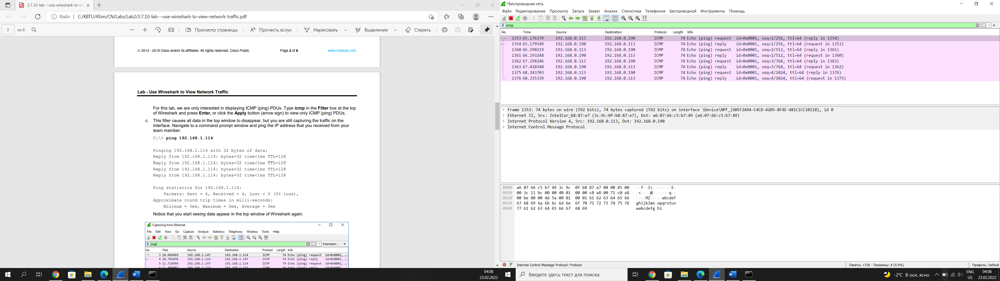 3.7.10-lab---use-wireshark-to-vie
Файл C:/KBTU/4Sim/CN/Labs/Lab2/3.7.10-lab---use-wireshark-to-view-network-traffic.pdf
3 из 6 Просмотр страницы Прочесть вслух Нарисовать Выделение Стереть
© 2013 - 2019 Cisco and/or its affiliates. All rights reserved. Cisco Public Page 2 of 6 www.netacad.com
Lab - Use Wireshark to View Network Traffic
For this lab, we are only interested in displaying ICMP (ping) PDUs. Type icmp in the Filter box at the top
of Wireshark and press Enter, or click the Apply button (arrow sign) to view only ICMP (ping) PDUs.
c. This filter causes all data in the top window to disappear, but you are still capturing the traffic on the
interface. Navigate to a command prompt window and ping the IP address that you received from your
team member.
C:\> ping 192.168.1.114
Pinging 192.168.1.114 with 32 bytes of data:
Reply from 192.168.1.114: bytes=32 time<1ms TTL=128
Reply from 192.168.1.114: bytes=32 time<1ms TTL=128
Reply from 192.168.1.114: bytes=32 time<1ms TTL=128
Reply from 192.168.1.114: bytes=32 time<1ms TTL=128
Ping statistics for 192.168.1.114:
Packets: Sent = 4, Received = 4, Lost = 0 (0% loss),
Approximate round trip times in milli-seconds:
Minimum = 0ms, Maximum = 0ms, Average = 0ms
Notice that you start seeing data appear in the top window of Wireshark again.
Capturing from Ethernet
File Edit View Go Capture Analyze Statistics Telephony Wireless Tools Help
icmp Expression... +
No. Time Source Destination Protocol Length Info
3 10.696465 192.168.1.147 192.168.1.114 ICMP 74 Echo (ping) request id=0x0001, …
4 10.781036 192.168.1.114 192.168.1.147 ICMP 74 Echo (ping) reply id=0x0001, …
5 11.718986 192.168.1.147 192.168.1.114 ICMP 74 Echo (ping) request id=0x0001, …
04:08
23.02.2022
*Беспроводная сеть
Файл Редактирование Просмотр Запуск Захват Анализ Статистика Телефония Беспроводной Инструменты Помощь
icmp
No. Time Source Destination Protocol Length Info
1353 65.176379 192.168.0.113 192.168.0.190 ICMP 74 Echo (ping) request id=0x0001, seq=1/256, ttl=64 (reply in 1354)
1354 65.179549 192.168.0.190 192.168.0.113 ICMP 74 Echo (ping) reply id=0x0001, seq=1/256, ttl=64 (request in 1353)
1360 66.190219 192.168.0.113 192.168.0.190 ICMP 74 Echo (ping) request id=0x0001, seq=2/512, ttl=64 (reply in 1361)
1361 66.193248 192.168.0.190 192.168.0.113 ICMP 74 Echo (ping) reply id=0x0001, seq=2/512, ttl=64 (request in 1360)
1362 67.198246 192.168.0.113 192.168.0.190 ICMP 74 Echo (ping) request id=0x0001, seq=3/768, ttl=64 (reply in 1363)
1363 67.410348 192.168.0.190 192.168.0.113 ICMP 74 Echo (ping) reply id=0x0001, seq=3/768, ttl=64 (request in 1362)
1375 68.243703 192.168.0.113 192.168.0.190 ICMP 74 Echo (ping) request id=0x0001, seq=4/1024, ttl=64 (reply in 1376)
1376 68.335339 192.168.0.190 192.168.0.113 ICMP 74 Echo (ping) reply id=0x0001, seq=4/1024, ttl=64 (request in 1375)
Frame 1353: 74 bytes on wire (592 bits), 74 bytes captured (592 bits) on interface \Device\NPF_{6BEF2A94-C4CD-4205-8F4E-481C1CC10118}, id 0
Ethernet II, Src: IntelCor_b8:87:e7 (3c:9c:0f:b8:87:e7), Dst: a6:07:66:c5:b7:49 (a6:07:66:c5:b7:49)
Internet Protocol Version 4, Src: 192.168.0.113, Dst: 192.168.0.190
Internet Control Message Protocol
0000 a6 07 66 c5 b7 49 3c 9c 0f b8 87 e7 08 00 45 00 ··f··I<· ······E·
0010 00 3c 11 bc 00 00 40 01 00 00 c0 a8 00 71 c0 a8 ·<····@· ·····q··
0020 00 be 08 00 4d 5a 00 01 00 01 61 62 63 64 65 66 ····MZ·· ··abcdef
0030 67 68 69 6a 6b 6c 6d 6e 6f 70 71 72 73 74 75 76 ghijklmn opqrstuv
0040 77 61 62 63 64 65 66 67 68 69 wabcdefg hi
Internet Control Message Protocol: Protocol Пакеты: 1726 · Показаны: 8 (0.5%) Профиль: Default
Введите здесь текст для поиска -2°C В осн. ясно ENG 04:08
US 23.02.2022